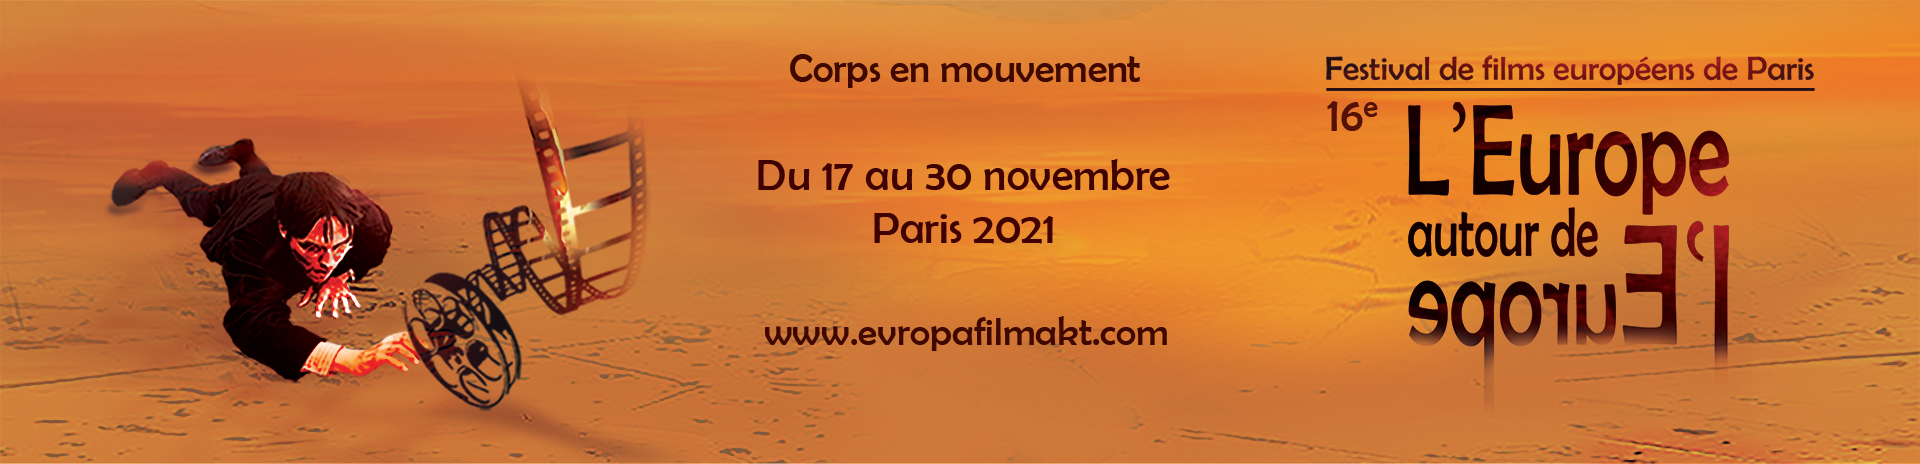 Corps en mouvement
Du 17 au 30 novembre
Paris 2021
www.evropafilmakt.com
Festival de films européens de Paris
16e
L'Europe
autour de
L'Europe